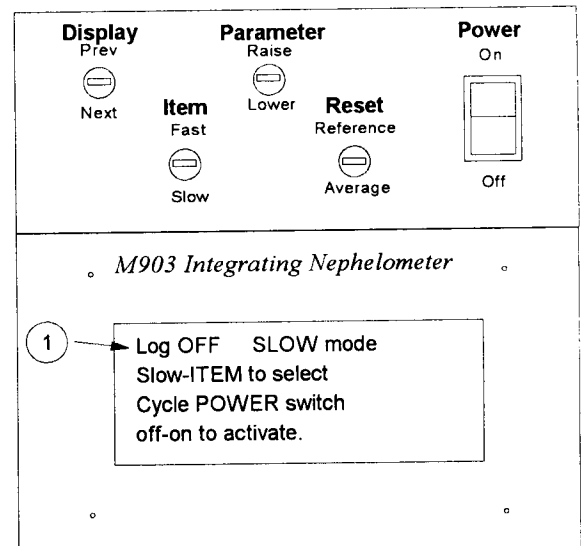 Display Parameter Power
Prev Raise On
Next Item Lower Reset
Fast Reference
Slow Average Off
M903 Integrating Nephelometer
1
Log OFF SLOW mode
Slow-ITEM to select
Cycle POWER switch
off-on to activate.